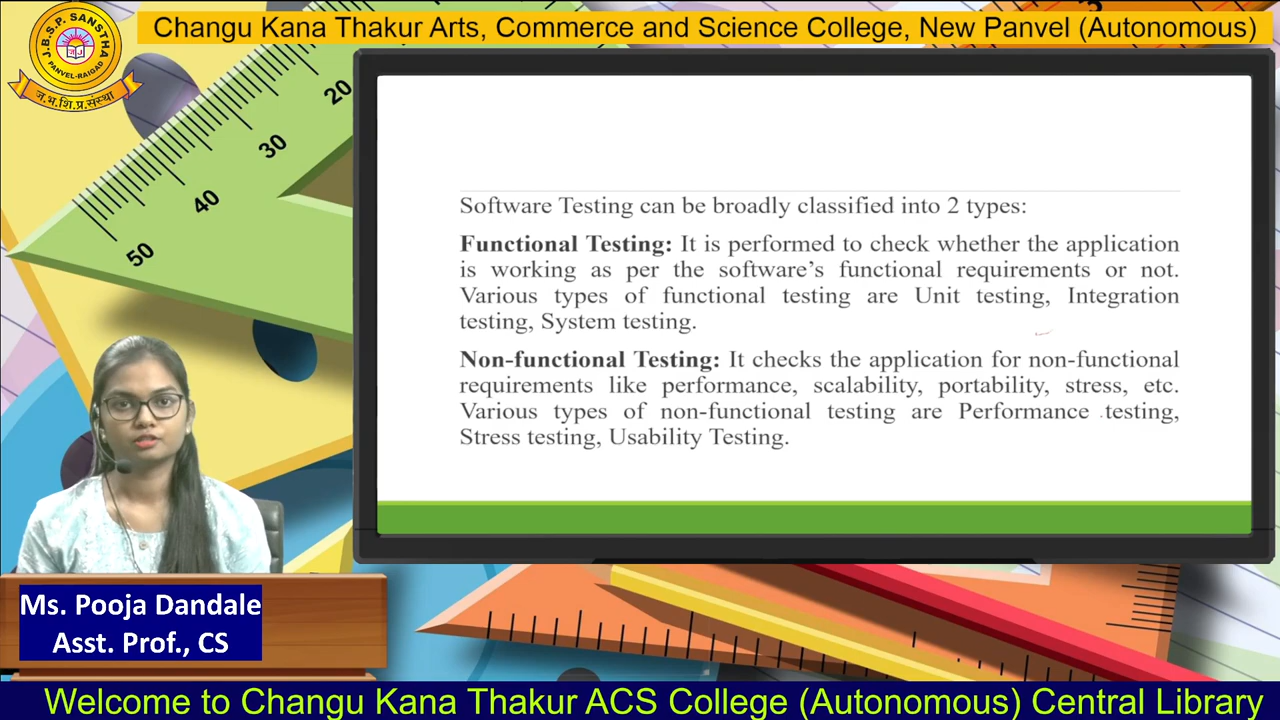 Changu Kana Thakur Arts, Commerce and Science College, New Panvel (Autonomous)
J.B.S.P. SANSTHA
PANVEL-RAIGAD
ज.भ.शि.प्र.संस्था
20
30
40
50
Software Testing can be broadly classified into 2 types:
Functional Testing: It is performed to check whether the application
is working as per the software's functional requirements or not.
Various types of functional testing are Unit testing, Integration
testing, System testing.
Non-functional Testing: It checks the application for non-functional
requirements like performance, scalability, portability, stress, etc.
Various types of non-functional testing are Performance testing,
Stress testing, Usability Testing.
Ms. Pooja Dandale
Asst. Prof., CS
Welcome to Changu Kana Thakur ACS College (Autonomous) Central Library